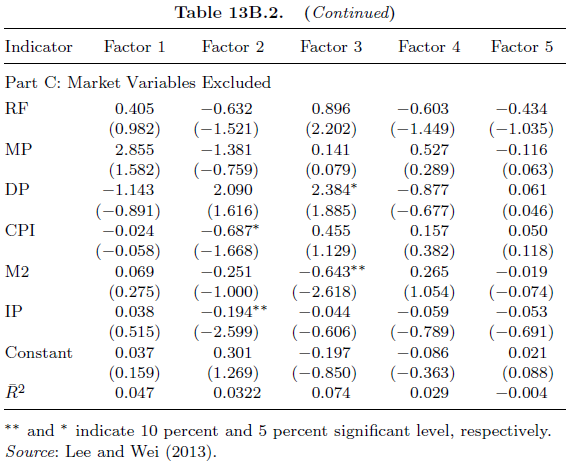 Table 13B.2. (Continued)
Indicator Factor 1 Factor 2 Factor 3 Factor 4 Factor 5
Part C: Market Variables Excluded
RF 0.405 −0.632 0.896 −0.603 −0.434
(0.982) (−1.521) (2.202) (−1.449) (−1.035)
MP 2.855 −1.381 0.141 0.527 −0.116
(1.582) (−0.759) (0.079) (0.289) (0.063)
DP −1.143 2.090 2.384* −0.877 0.061
(−0.891) (1.616) (1.885) (−0.677) (0.046)
CPI −0.024 −0.687* 0.455 0.157 0.050
(−0.058) (−1.668) (1.129) (0.382) (0.118)
M2 0.069 −0.251 −0.643** 0.265 −0.019
(0.275) (−1.000) (−2.618) (1.054) (−0.074)
IP 0.038 −0.194** −0.044 −0.059 −0.053
(0.515) (−2.599) (−0.606) (−0.789) (−0.691)
Constant 0.037 0.301 −0.197 −0.086 0.021
(0.159) (1.269) (−0.850) (−0.363) (0.088)
R̄² 0.047 0.0322 0.074 0.029 −0.004
** and * indicate 10 percent and 5 percent significant level, respectively.
Source: Lee and Wei (2013).